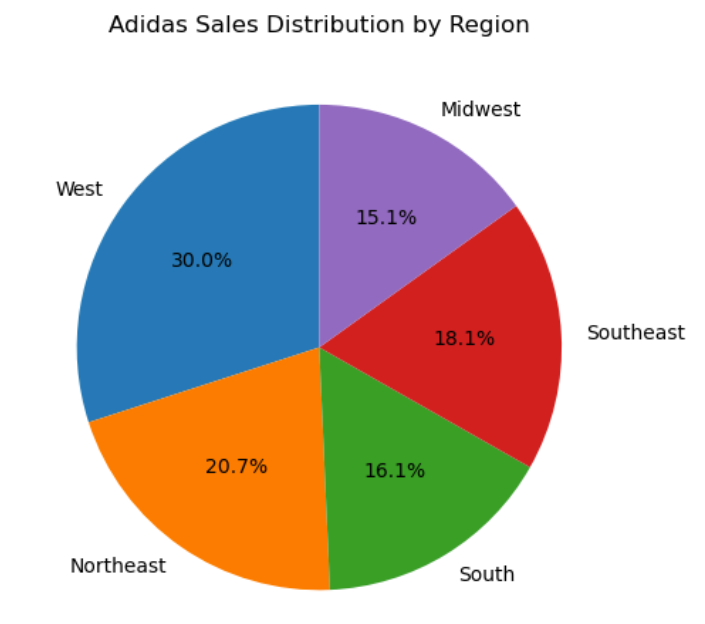 Adidas Sales Distribution by Region
Midwest
West
15.1%
30.0%
Southeast
18.1%
20.7%
16.1%
Northeast
South